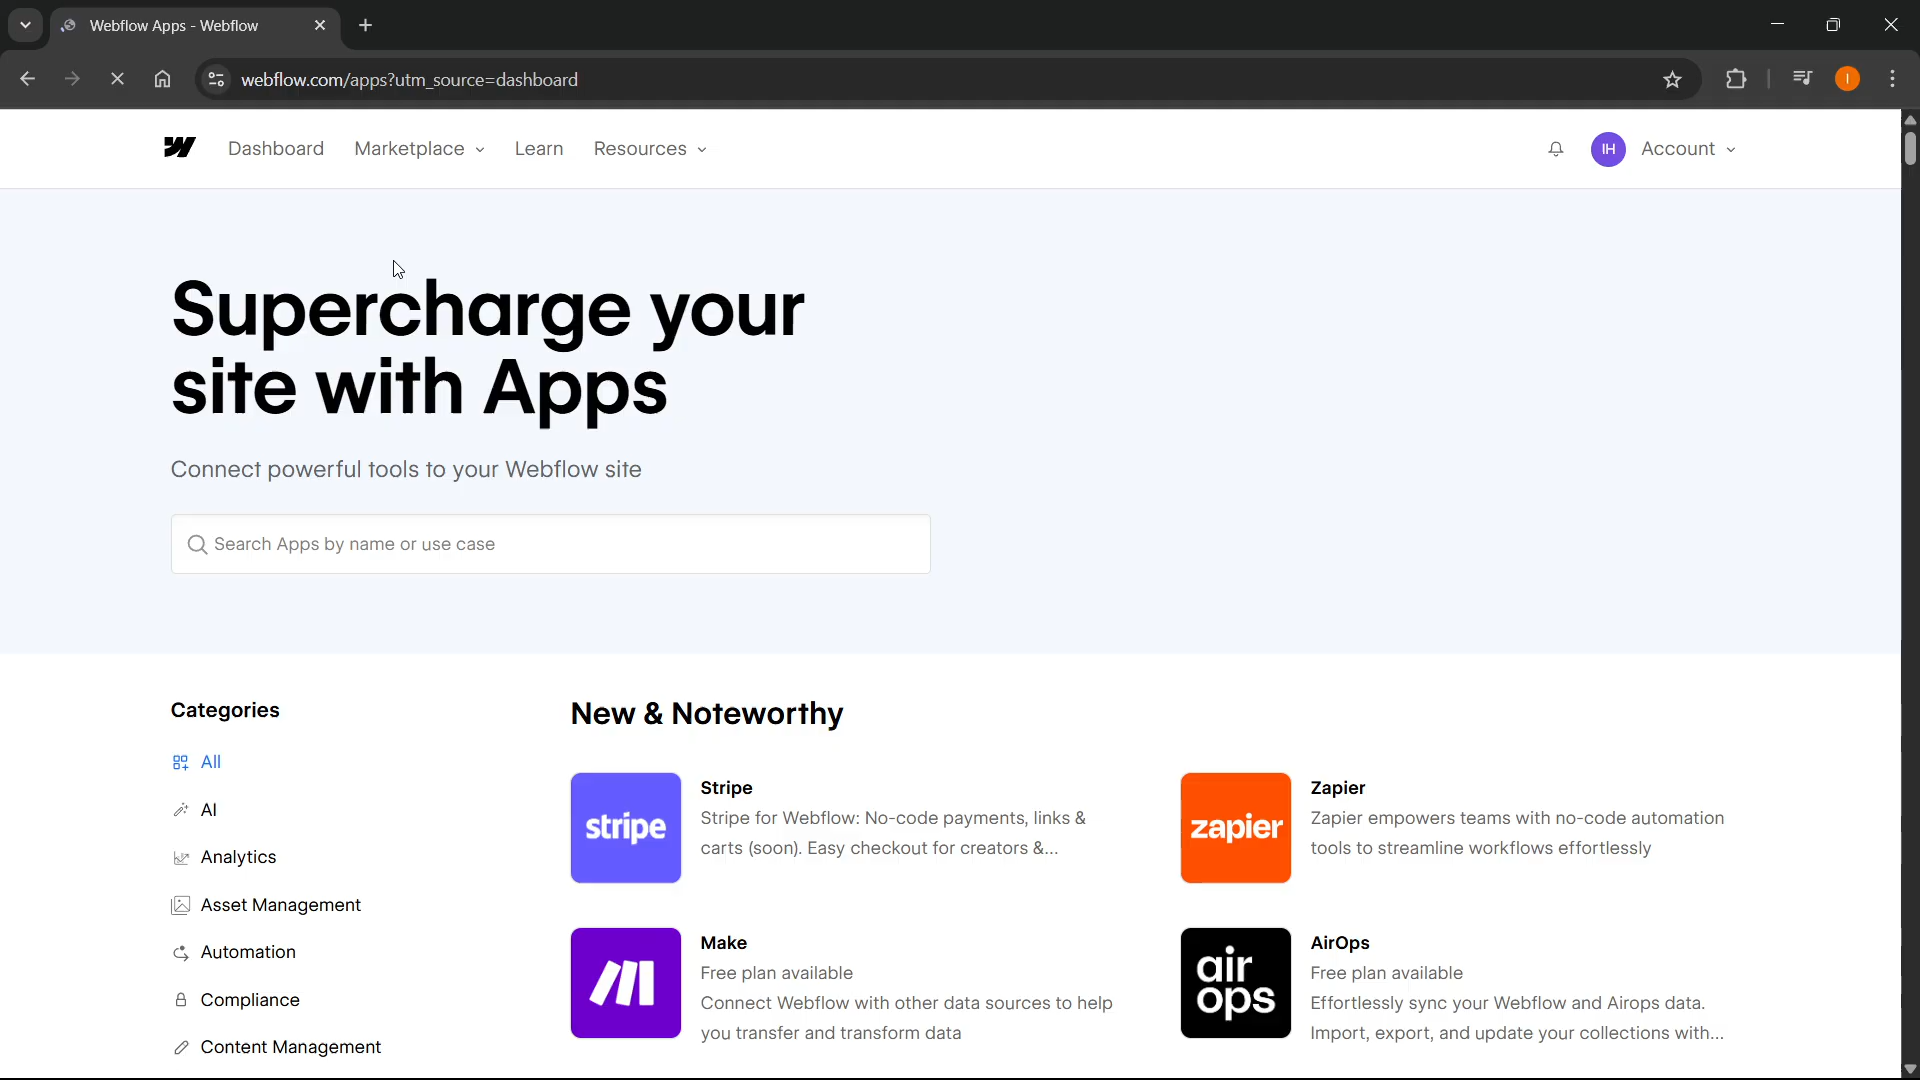 Webflow Apps - Webflow
webflow.com/apps?utm_source=dashboard
I
Dashboard
Marketplace
Learn
Resources
IH
Account
Supercharge your
site with Apps
Connect powerful tools to your Webflow site
Search Apps by name or use case
Categories
All
AI
Analytics
Asset Management
Automation
Compliance
Content Management
New & Noteworthy
stripe
Stripe
Stripe for Webflow: No-code payments, links &
carts (soon). Easy checkout for creators &...
zapier
Zapier
Zapier empowers teams with no-code automation
tools to streamline workflows effortlessly
Make
Free plan available
Connect Webflow with other data sources to help
you transfer and transform data
air
ops
AirOps
Free plan available
Effortlessly sync your Webflow and Airops data.
Import, export, and update your collections with...